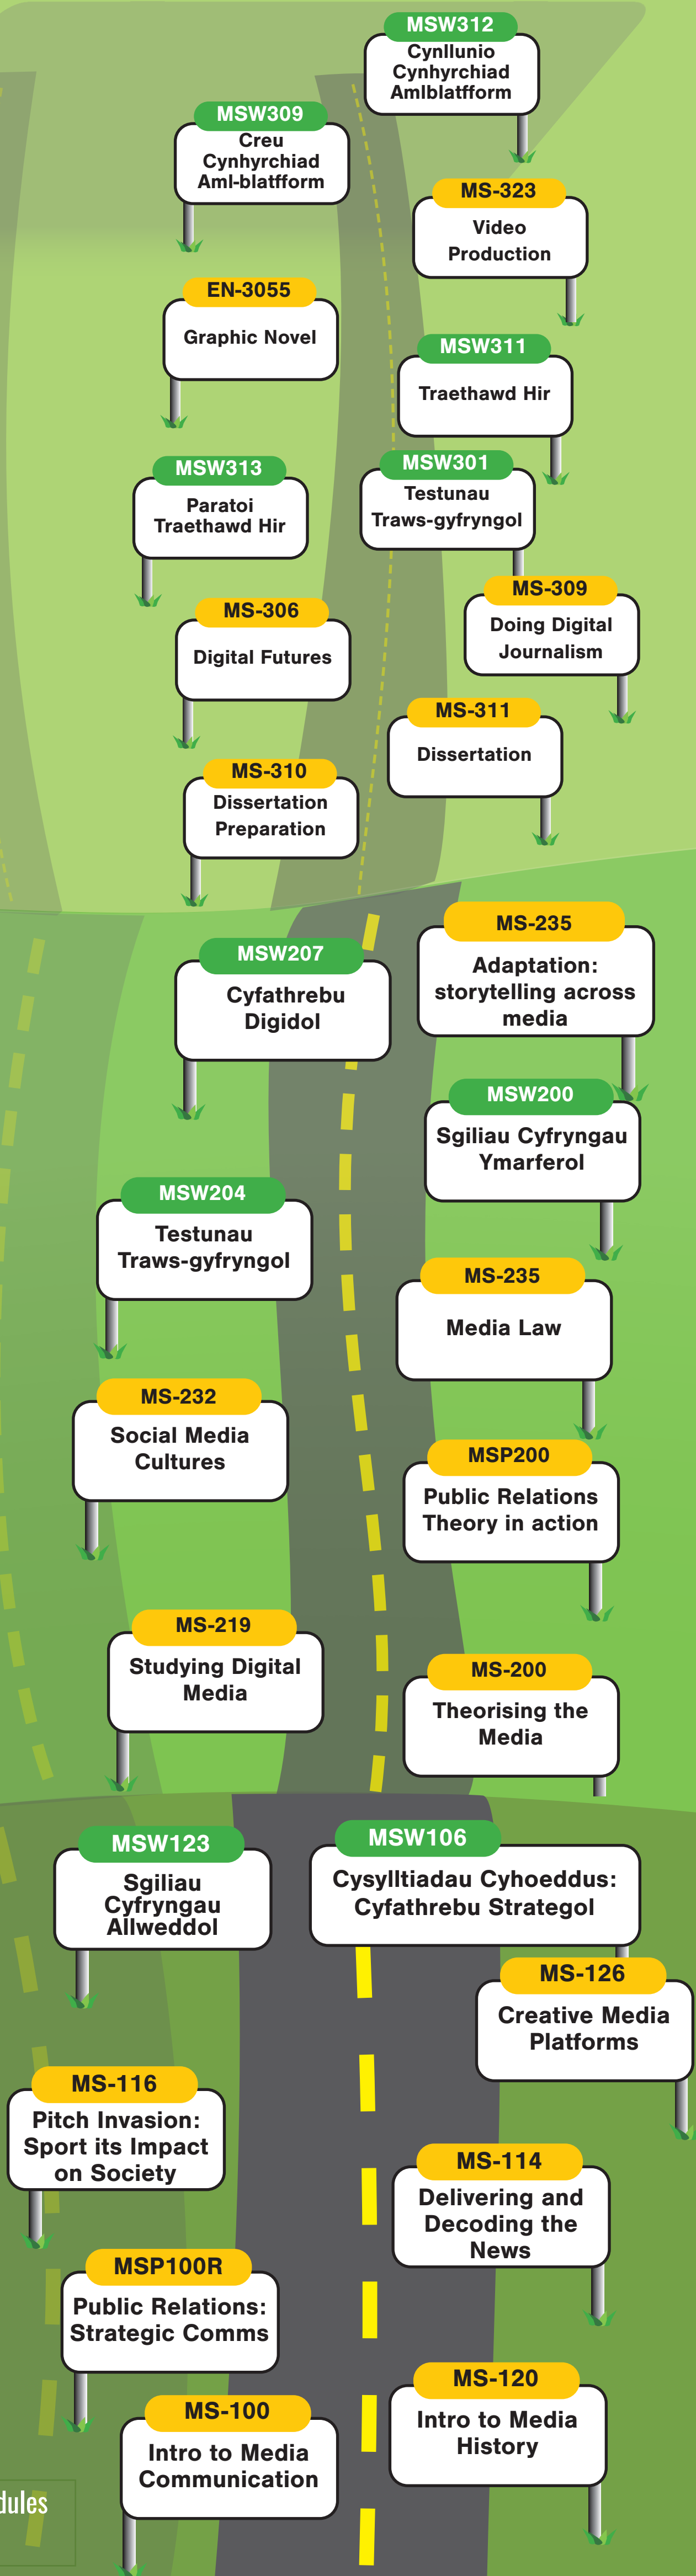 MSW312
Cynllunio
Cynhyrchiad
Amlblatfform
MSW309
Creu
Cynhyrchiad
Aml-blatfform
MS-323
Video
Production
EN-3055
Graphic Novel
MSW311
Traethawd Hir
MSW313
Paratoi
Traethawd Hir
MSW301
Testunau
Traws-gyfryngol
MS-309
Doing Digital
Journalism
MS-306
Digital Futures
MS-311
Dissertation
MS-310
Dissertation
Preparation
MS-235
Adaptation:
storytelling across
media
MSW207
Cyfathrebu
Digidol
MSW200
Sgiliau Cyfryngau
Ymarferol
MSW204
Testunau
Traws-gyfryngol
MS-235
Media Law
MS-232
Social Media
Cultures
MSP200
Public Relations
Theory in action
MS-219
Studying Digital
Media
MS-200
Theorising the
Media
MSW123
Sgiliau
Cyfryngau
Allweddol
MSW106
Cysylltiadau Cyhoeddus:
Cyfathrebu Strategol
MS-126
Creative Media
Platforms
MS-116
Pitch Invasion:
Sport its Impact
on Society
MS-114
Delivering and
Decoding the
News
MSP100R
Public Relations:
Strategic Comms
MS-120
Intro to Media
History
MS-100
Intro to Media
Communication
dules